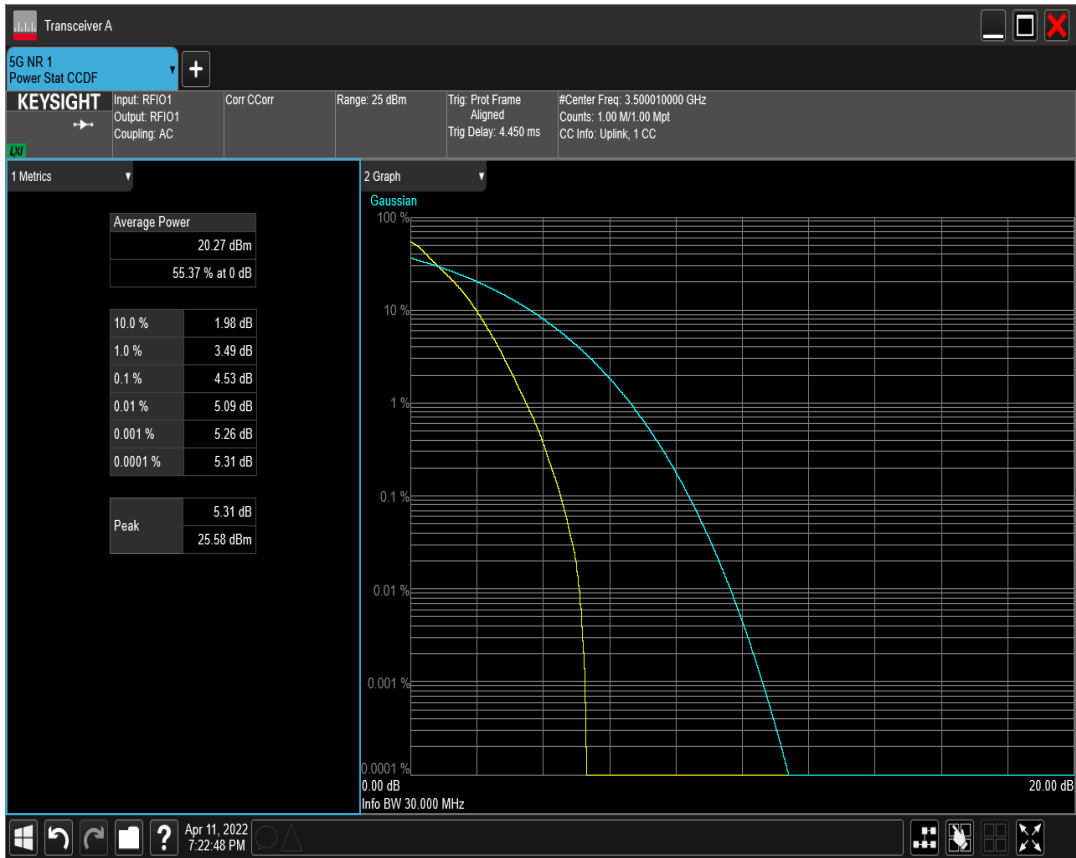 Transceiver A
5G NR 1
Power Stat CCDF
KEYSIGHT
LXI
Input: RFIO1
Output: RFIO1
Coupling: AC
Corr CCorr
Range: 25 dBm
Trig: Prot Frame
Aligned
Trig Delay: 4.450 ms
#Center Freq: 3.500010000 GHz
Counts: 1.00 M/1.00 Mpt
CC Info: Uplink, 1 CC
1 Metrics
Average Power
20.27 dBm
55.37 % at 0 dB
10.0 % 1.98 dB
1.0 % 3.49 dB
0.1 % 4.53 dB
0.01 % 5.09 dB
0.001 % 5.26 dB
0.0001 % 5.31 dB
Peak
5.31 dB
25.58 dBm
2 Graph
Gaussian
100 %
10 %
1 %
0.1 %
0.01 %
0.001 %
0.0001 %
0.00 dB 20.00 dB
Info BW 30.000 MHz
?
Apr 11, 2022
7:22:48 PM